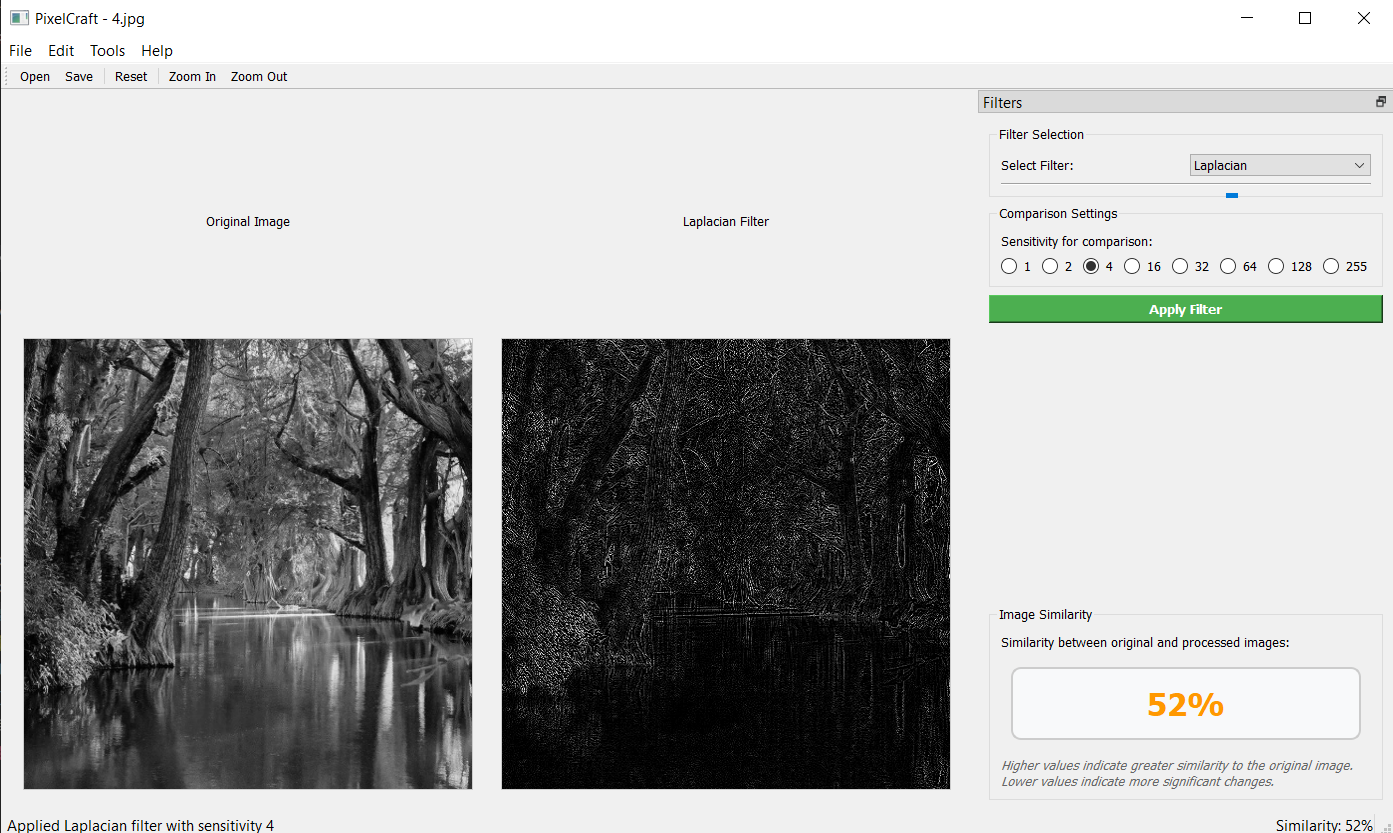 PixelCraft - 4.jpg
File Edit Tools Help
Open Save Reset Zoom In Zoom Out
Filters
Filter Selection
Select Filter: Laplacian
Comparison Settings
Sensitivity for comparison:
1 2 4 16 32 64 128 255
Apply Filter
Original Image
Laplacian Filter
Image Similarity
Similarity between original and processed images:
52%
Higher values indicate greater similarity to the original image.
Lower values indicate more significant changes.
Applied Laplacian filter with sensitivity 4
Similarity: 52%